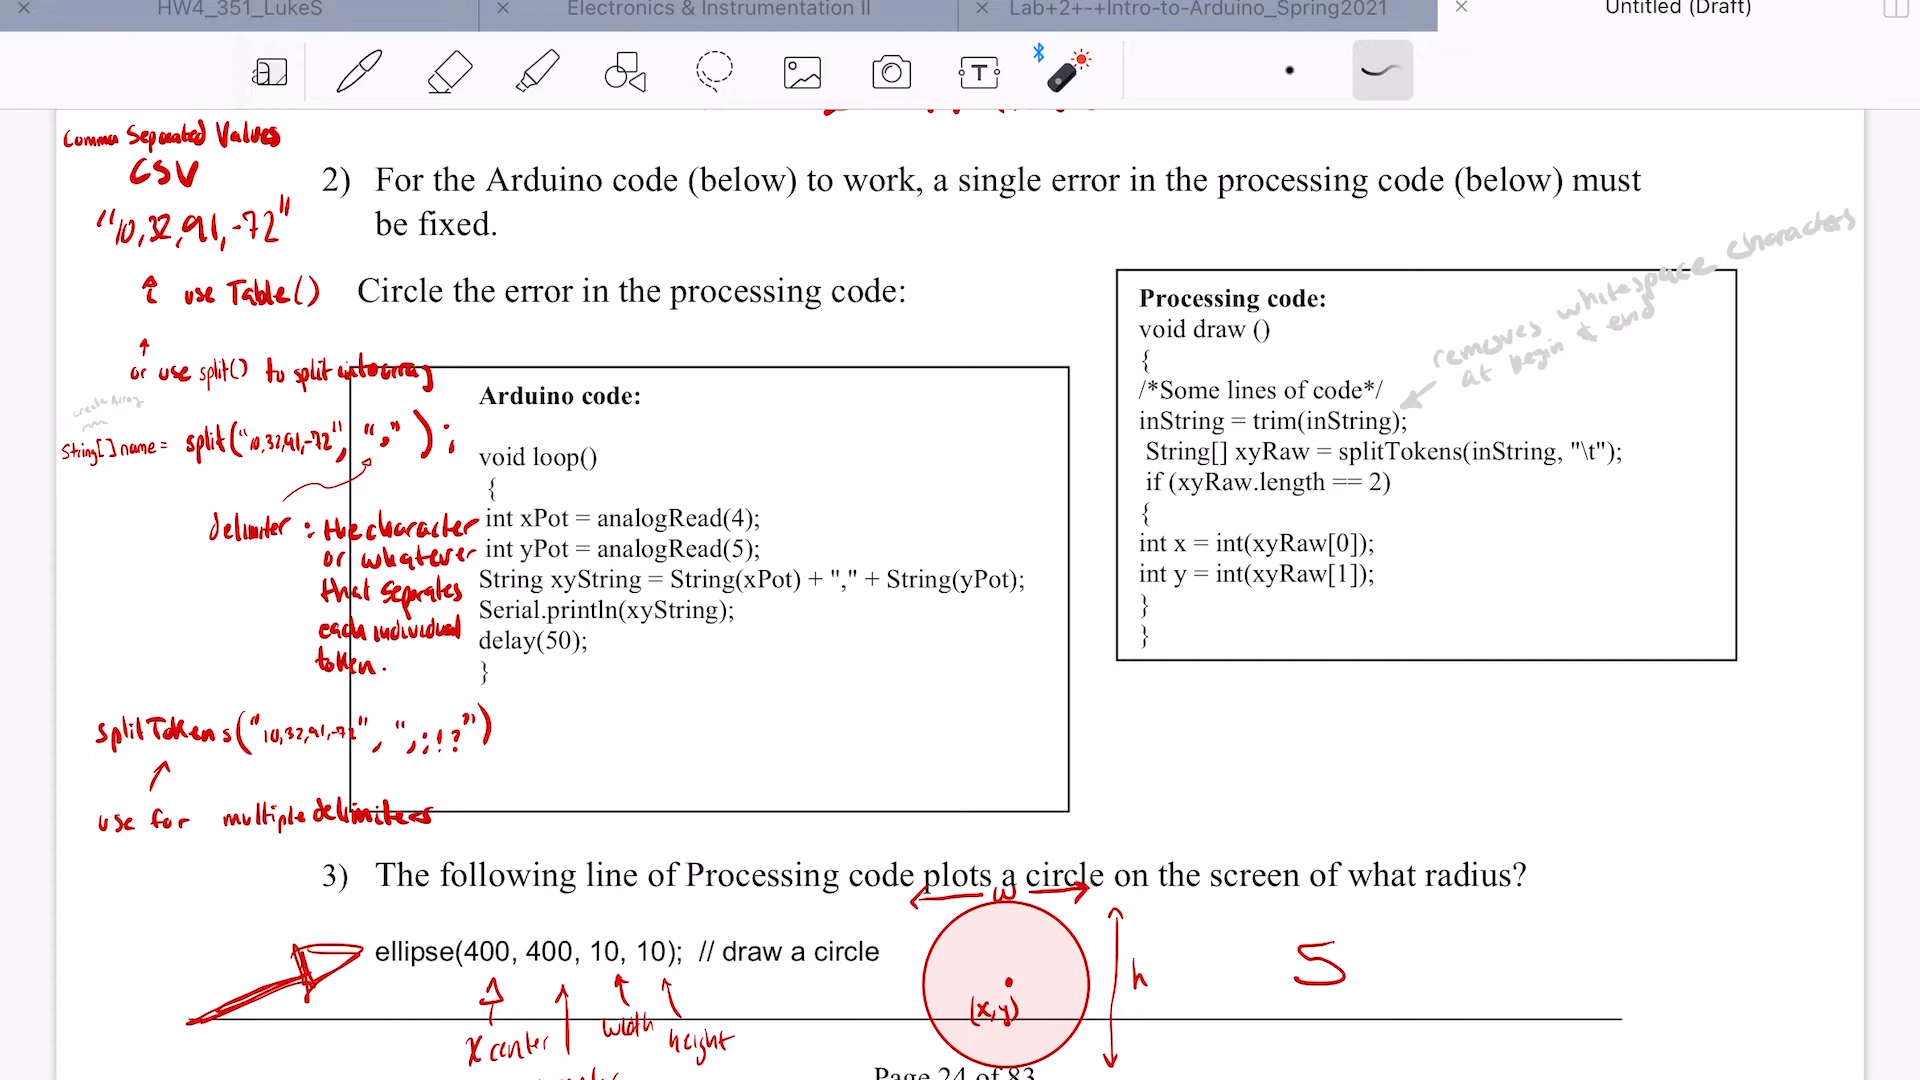 HW4_351_LukeS
Electronics & Instrumentation II
Lab+2+-+Intro-to-Arduino_Spring2021
Untitled (Draft)
Comma Separated Values
CSV
"10,32,91,-72"
use Table()
or use split() to split into array
create Array
String[] name = split("10,32,91,-72", ",");
delimiter : the character
or whatever
that separates
each individual
token.
splitTokens("10,32,91,-72", ",;!?")
use for multiple delimiters
2) For the Arduino code (below) to work, a single error in the processing code (below) must
be fixed.
Circle the error in the processing code:
Arduino code:
void loop()
{
int xPot = analogRead(4);
int yPot = analogRead(5);
String xyString = String(xPot) + "," + String(yPot);
Serial.println(xyString);
delay(50);
}
Processing code:
void draw ()
{
/*Some lines of code*/
inString = trim(inString);
String[] xyRaw = splitTokens(inString, "\t");
if (xyRaw.length == 2)
{
int x = int(xyRaw[0]);
int y = int(xyRaw[1]);
}
}
removes whitespace characters
at begin & end
3) The following line of Processing code plots a circle on the screen of what radius?
ellipse(400, 400, 10, 10); // draw a circle
x center
width
height
w
h
(x,y)
5
Page 24 of 83